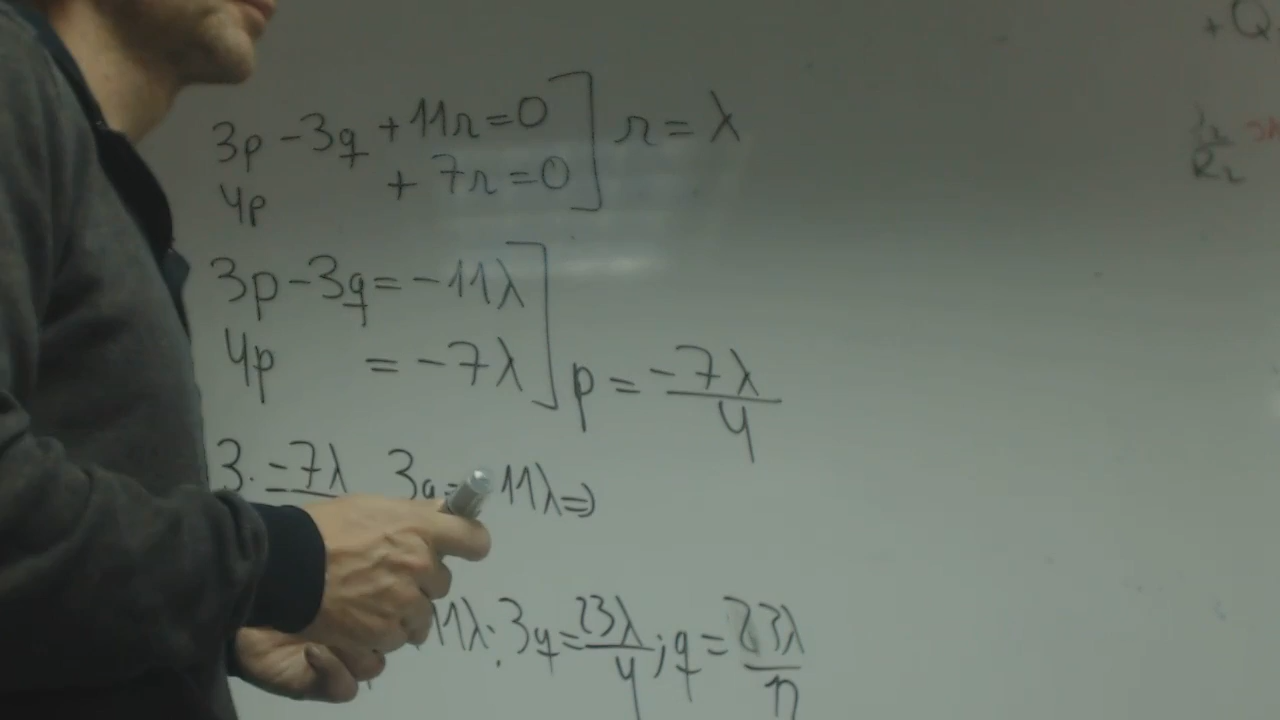 3p - 3q + 11r = 0 ] r = λ
4p + 7r = 0
3p - 3q = -11λ
4p = -7λ ] p = -7λ/4
3. -7λ 3q 11λ ⇒
11λ; 3q = 23λ/4; q = 23λ/12
+ Q
R₂